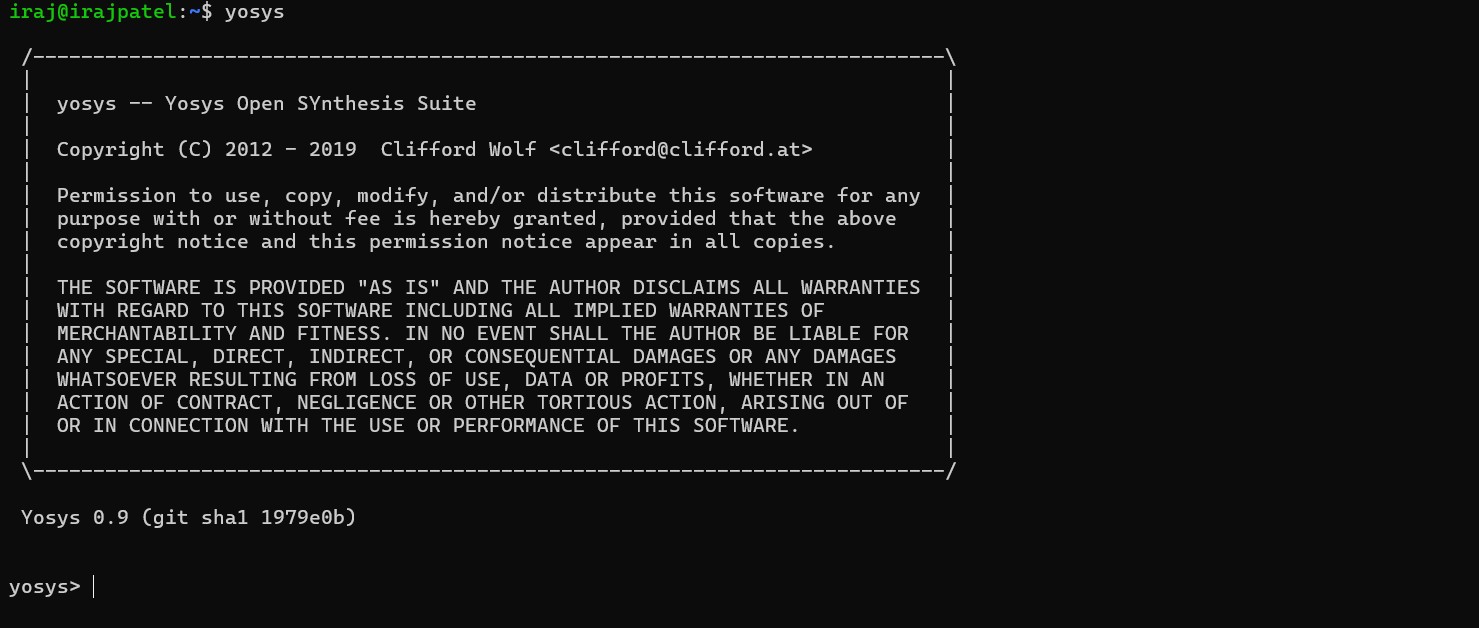 iraj@irajpatel:~$ yosys
/----------------------------------------------------------------------------\
|                                                                            |
|  yosys -- Yosys Open SYnthesis Suite                                       |
|                                                                            |
|  Copyright (C) 2012 - 2019  Clifford Wolf <clifford@clifford.at>           |
|                                                                            |
|  Permission to use, copy, modify, and/or distribute this software for any  |
|  purpose with or without fee is hereby granted, provided that the above    |
|  copyright notice and this permission notice appear in all copies.         |
|                                                                            |
|  THE SOFTWARE IS PROVIDED "AS IS" AND THE AUTHOR DISCLAIMS ALL WARRANTIES  |
|  WITH REGARD TO THIS SOFTWARE INCLUDING ALL IMPLIED WARRANTIES OF          |
|  MERCHANTABILITY AND FITNESS. IN NO EVENT SHALL THE AUTHOR BE LIABLE FOR   |
|  ANY SPECIAL, DIRECT, INDIRECT, OR CONSEQUENTIAL DAMAGES OR ANY DAMAGES    |
|  WHATSOEVER RESULTING FROM LOSS OF USE, DATA OR PROFITS, WHETHER IN AN     |
|  ACTION OF CONTRACT, NEGLIGENCE OR OTHER TORTIOUS ACTION, ARISING OUT OF   |
|  OR IN CONNECTION WITH THE USE OR PERFORMANCE OF THIS SOFTWARE.            |
|                                                                            |
\----------------------------------------------------------------------------/
Yosys 0.9 (git sha1 1979e0b)
yosys>